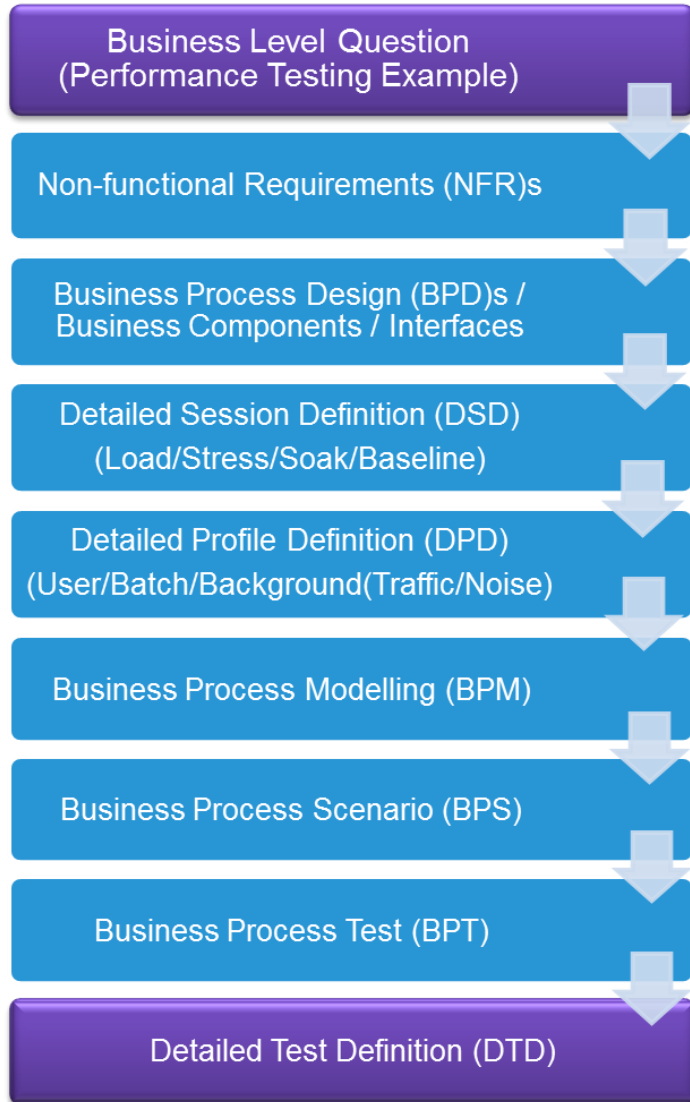 Business Level Question
(Performance Testing Example)
Non-functional Requirements (NFR)s
Business Process Design (BPD)s /
Business Components / Interfaces
Detailed Session Definition (DSD)
(Load/Stress/Soak/Baseline)
Detailed Profile Definition (DPD)
(User/Batch/Background(Traffic/Noise)
Business Process Modelling (BPM)
Business Process Scenario (BPS)
Business Process Test (BPT)
Detailed Test Definition (DTD)